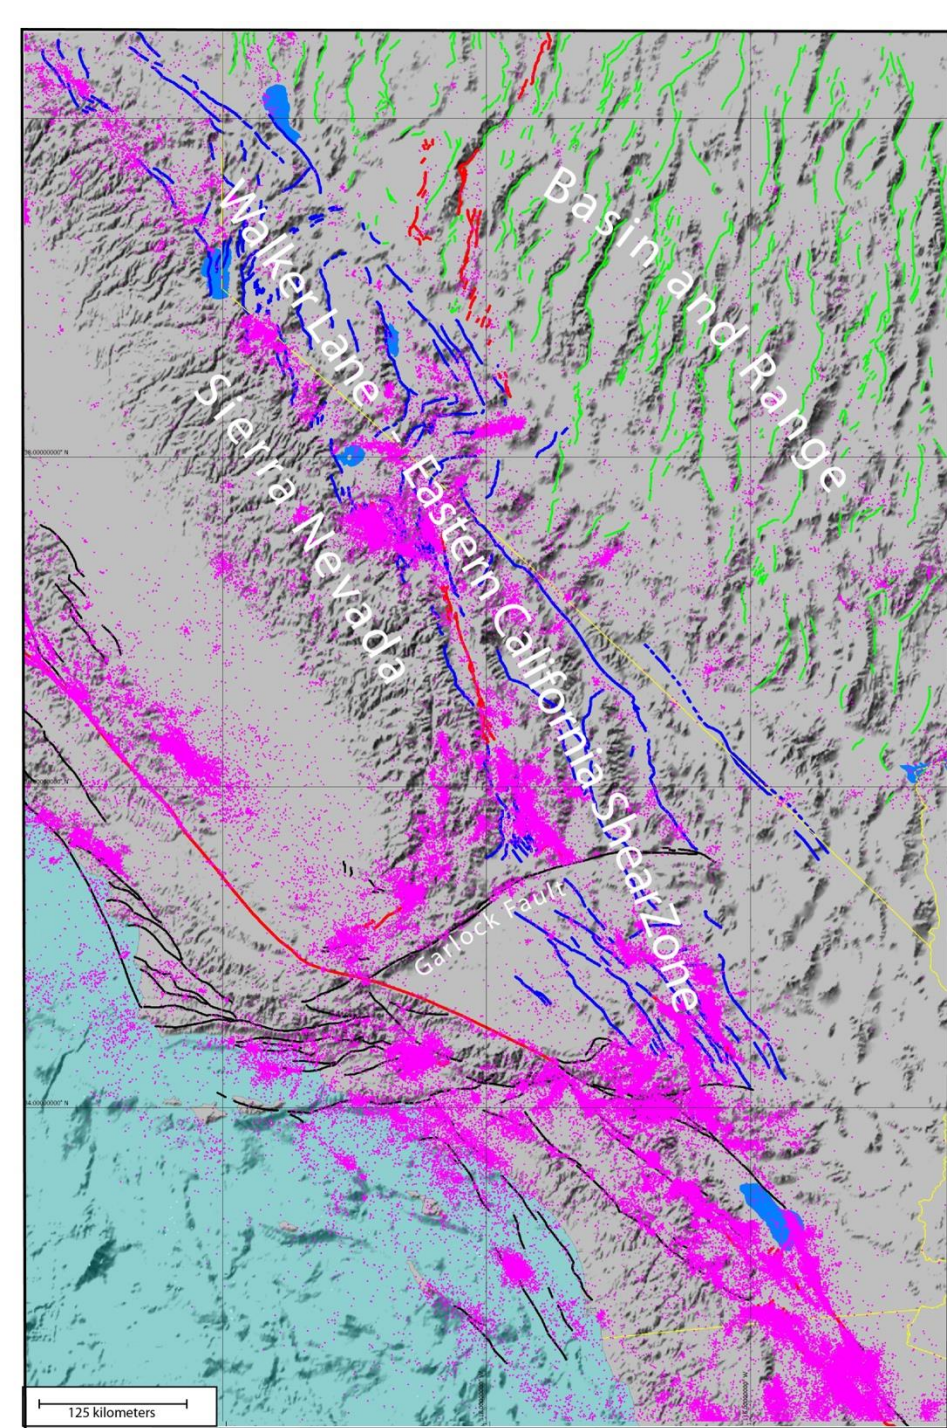 Basin and Range
Walker Lane - Eastern California Shear Zone
Sierra Nevada
Garlock Fault
125 kilometers